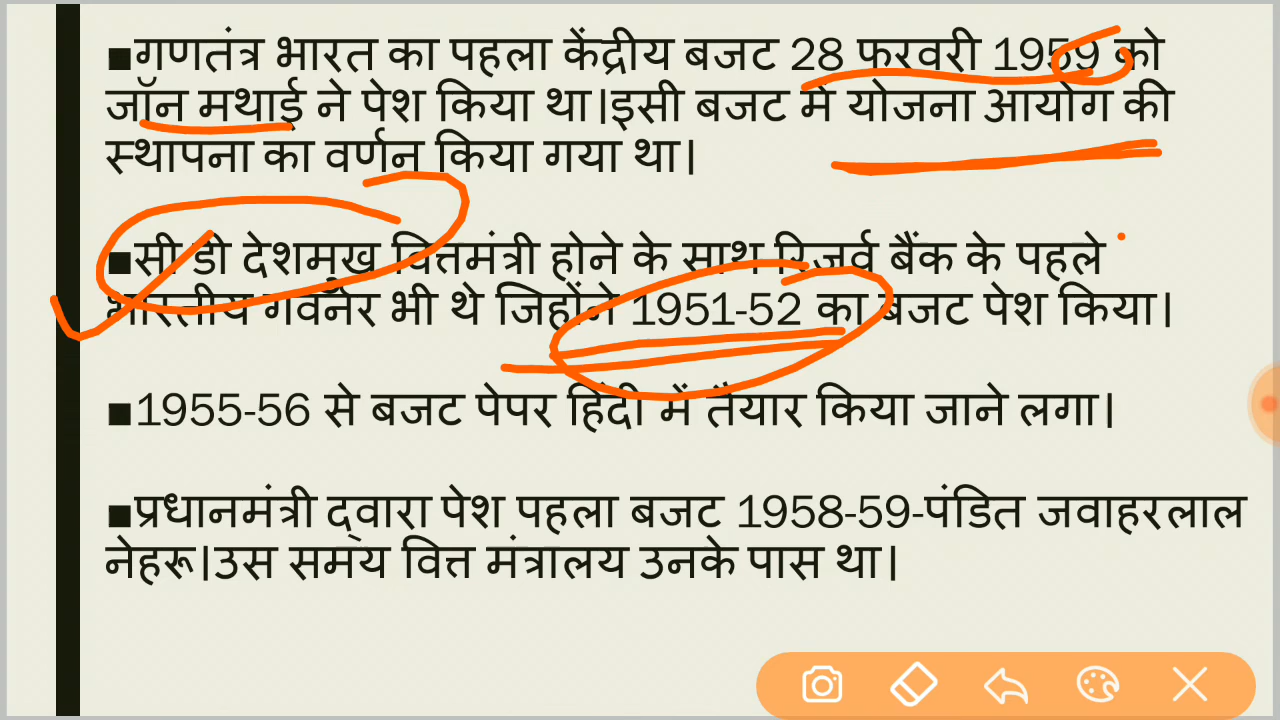 ■गणतंत्र भारत का पहला केंद्रीय बजट 28 फरवरी 1959 को
जॉन मथाई ने पेश किया था।इसी बजट में योजना आयोग की
स्थापना का वर्णन किया गया था।
■सी डी देशमुख वित्तमंत्री होने के साथ रिजर्व बैंक के पहले
भारतीय गवर्नर भी थे जिहोंने 1951-52 का बजट पेश किया।
■1955-56 से बजट पेपर हिंदी में तैयार किया जाने लगा।
■प्रधानमंत्री द्वारा पेश पहला बजट 1958-59-पंडित जवाहरलाल
नेहरू।उस समय वित्त मंत्रालय उनके पास था।